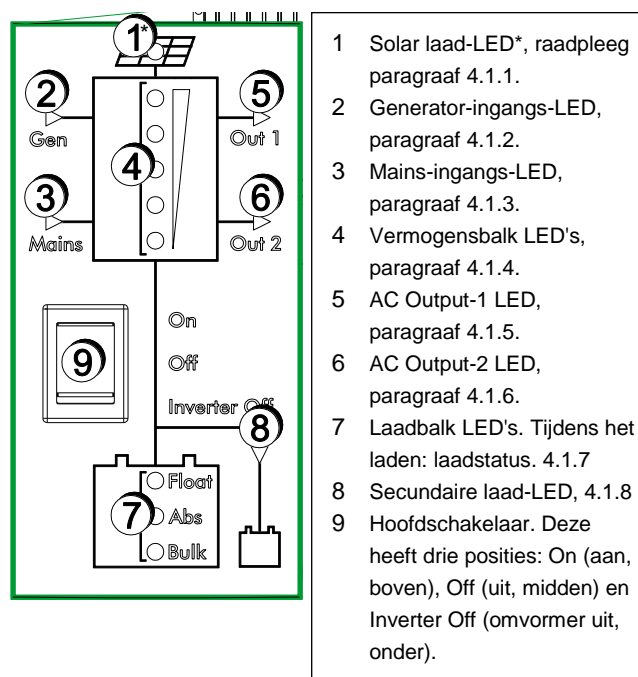 1*
2
Gen
3
Mains
4
5
Out 1
6
Out 2
On
9
Off
Inverter Off
8
Float
7
Abs
Bulk
1 Solar laad-LED*, raadpleeg
paragraaf 4.1.1.
2 Generator-ingangs-LED,
paragraaf 4.1.2.
3 Mains-ingangs-LED,
paragraaf 4.1.3.
4 Vermogensbalk LED's,
paragraaf 4.1.4.
5 AC Output-1 LED,
paragraaf 4.1.5.
6 AC Output-2 LED,
paragraaf 4.1.6.
7 Laadbalk LED's. Tijdens het
laden: laadstatus. 4.1.7
8 Secundaire laad-LED, 4.1.8
9 Hoofdschakelaar. Deze
heeft drie posities: On (aan,
boven), Off (uit, midden) en
Inverter Off (omvormer uit,
onder).